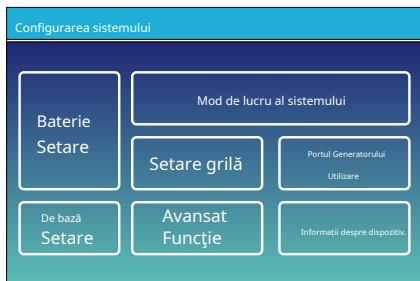 Configurarea sistemului
Mod de lucru al sistemului
Baterie
Setare
Setare grilă
Portul Generatorului
Utilizare
De bază
Setare
Avansat
Funcţie
Informații despre dispozitiv.